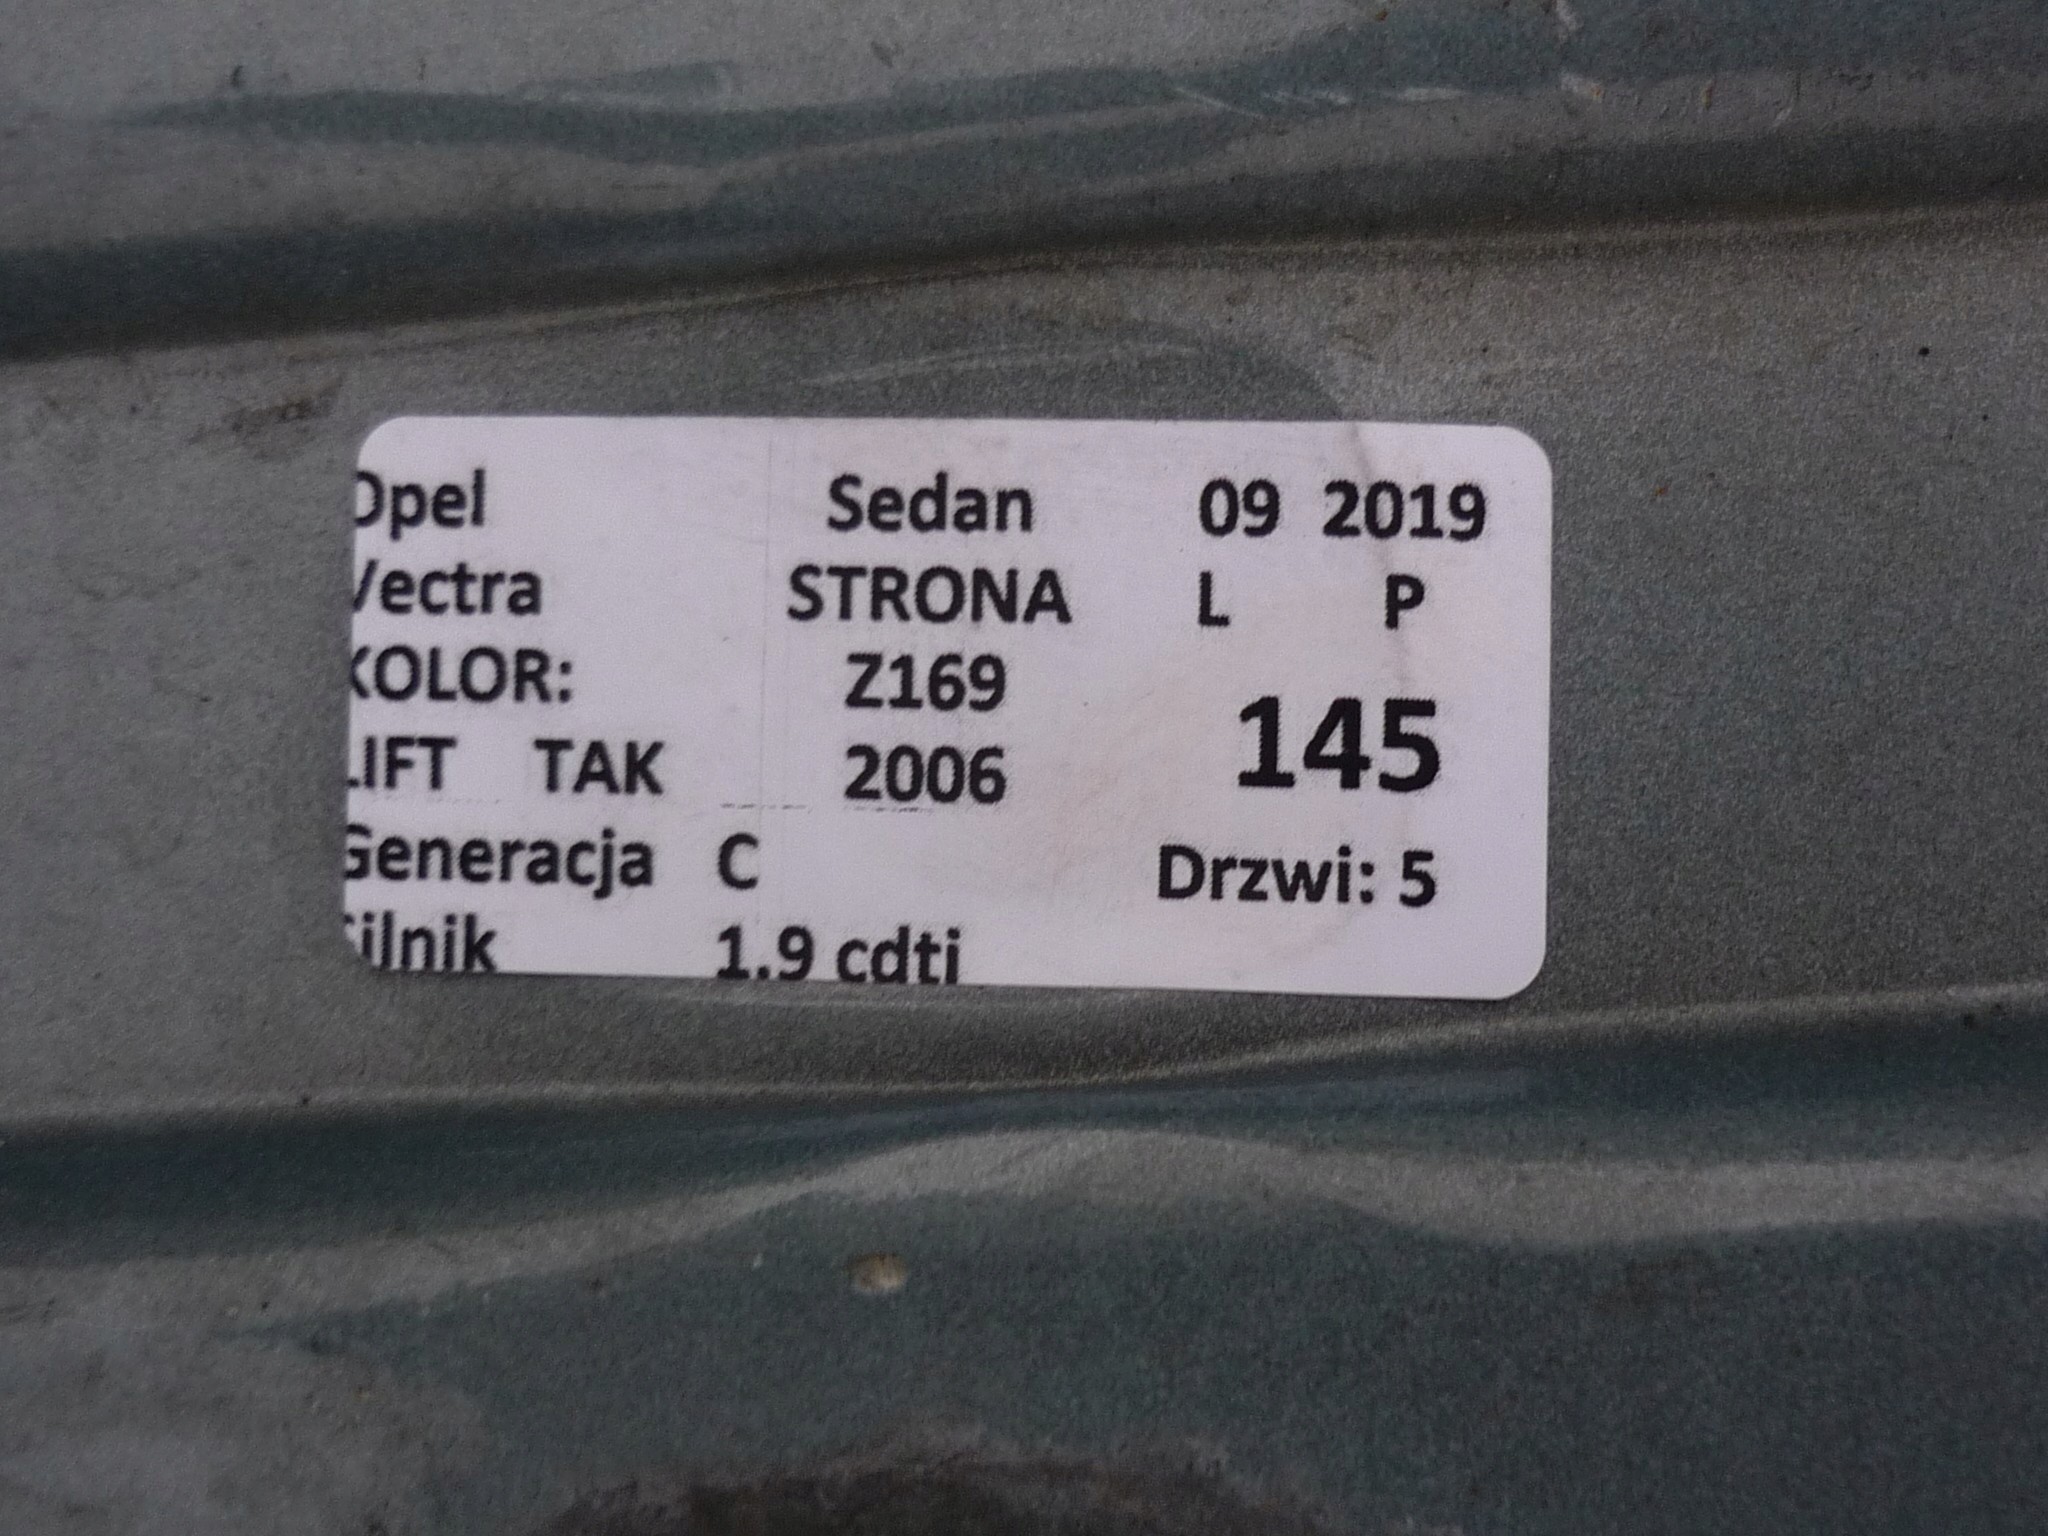 Opel Sedan 09 2019
Vectra STRONA L P
KOLOR: Z169
145
LIFT TAK 2006
Generacja C Drzwi: 5
Silnik 1.9 cdti